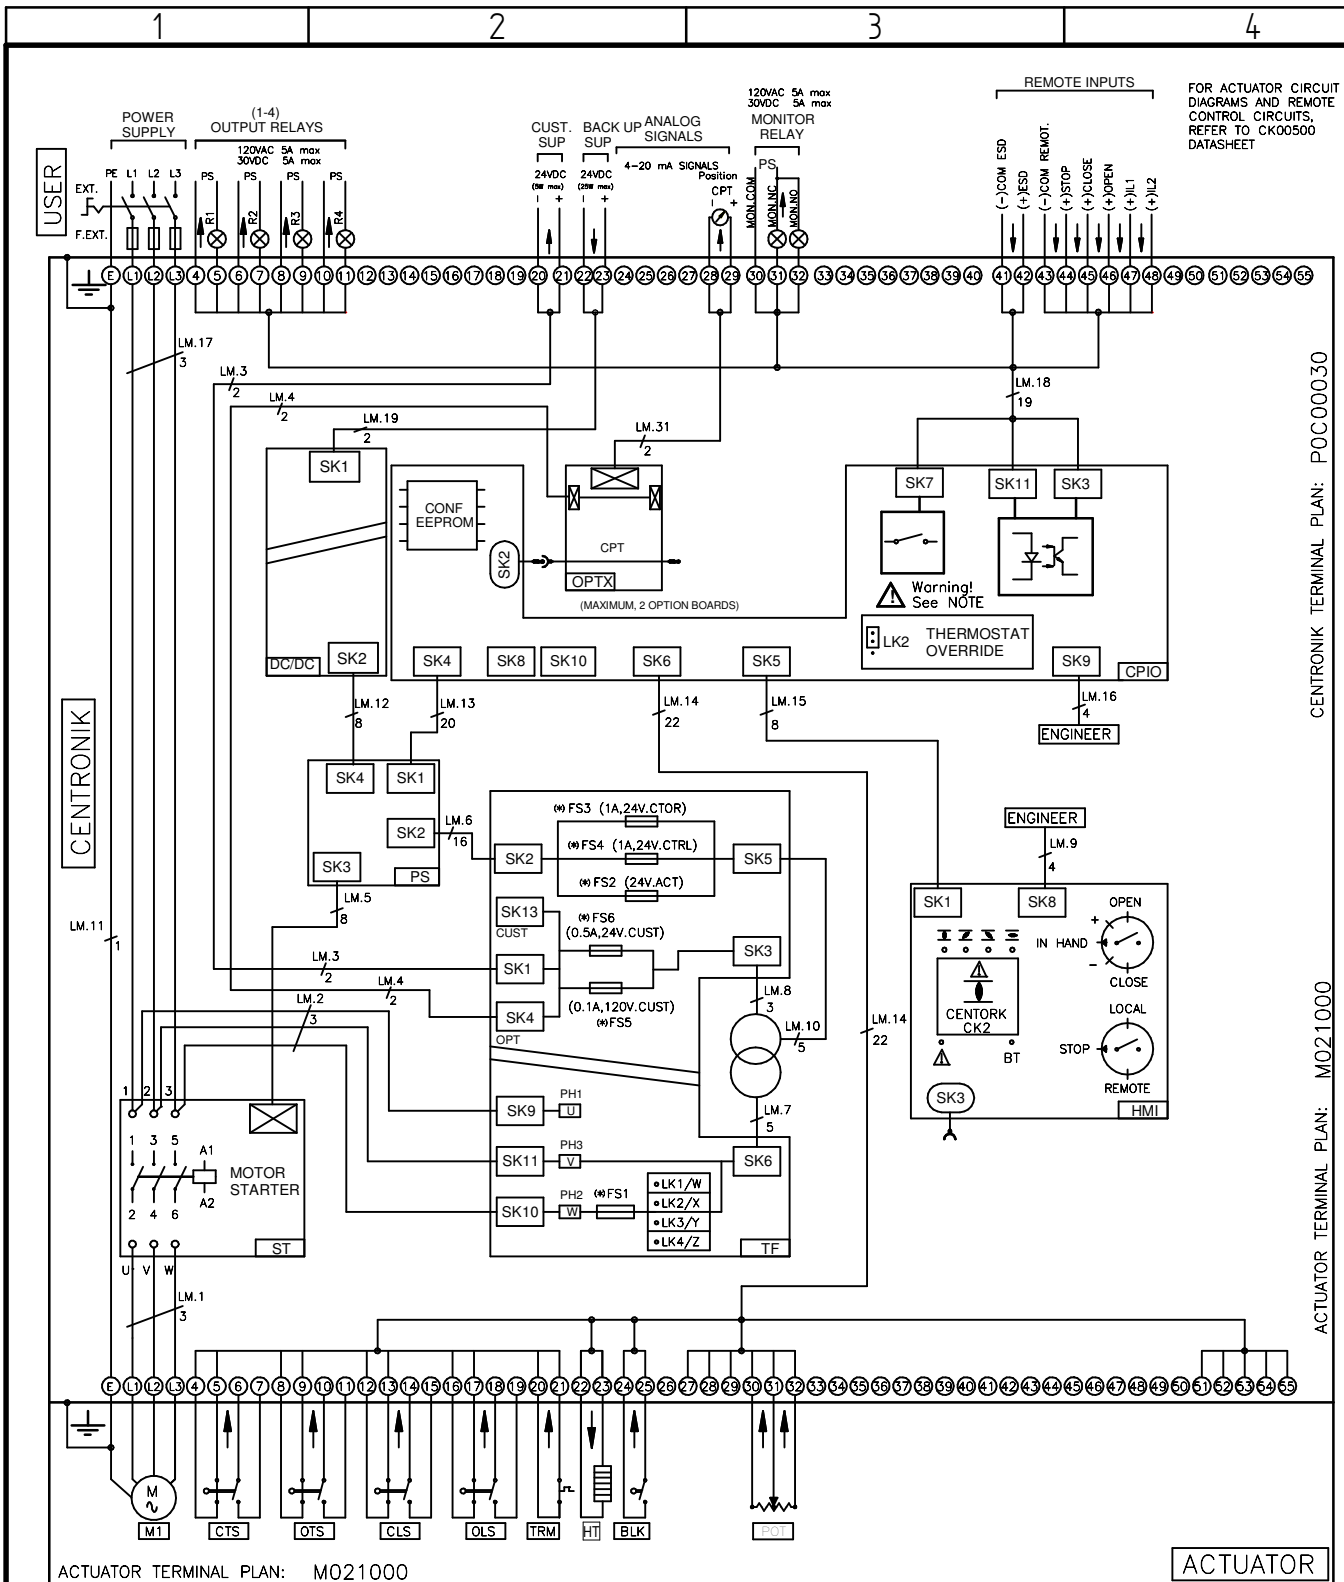 1 2 3 4
POWER
SUPPLY
(1-4)
OUTPUT RELAYS
120VAC 5A max
30VDC 5A max
CUST.
SUP
24VDC
(5W max)
- +
BACK UP
SUP
24VDC
(25W max)
- +
ANALOG
SIGNALS
4-20 mA SIGNALS
Position
CPT
- +
120VAC 5A max
30VDC 5A max
MONITOR
RELAY
PS
MON.COM
MON.NC
MON.NO
REMOTE INPUTS
(-)COM ESD
(+)ESD
(-)COM REMOT.
(+)STOP
(+)CLOSE
(+)OPEN
(+)IL1
(+)IL2
FOR ACTUATOR CIRCUIT
DIAGRAMS AND REMOTE
CONTROL CIRCUITS,
REFER TO CK00500
DATASHEET
USER
PE L1 L2 L3
EXT.
F.EXT.
PS PS PS PS
R1 R2 R3 R4
E L1 L2 L3 4 5 6 7 8 9 10 11 12 13 14 15 16 17 18 19 20 21 22 23 24 25 26 27 28 29 30 31 32 33 34 35 36 37 38 39 40 41 42 43 44 45 46 47 48 49 50 51 52 53 54 55
LM.17
3
LM.3
2
LM.4
2
LM.19
2
LM.31
2
LM.18
19
CENTRONIK TERMINAL PLAN: POC00030
SK1
DC/DC
SK2
CONF
EEPROM
SK2
CPT
OPTX
(MAXIMUM, 2 OPTION BOARDS)
SK7
SK11
SK3
Warning!
See NOTE
LK2
THERMOSTAT
OVERRIDE
SK4
SK8
SK10
SK6
SK5
SK9
CPIO
LM.12
8
LM.13
20
LM.14
22
LM.15
8
LM.16
4
ENGINEER
CENTRONIK
SK4
SK1
SK2
SK3
PS
LM.6
16
LM.5
8
(*)FS3 (1A,24V.CTOR)
(*)FS4 (1A,24V.CTRL)
(*)FS2 (24V.ACT)
SK2
SK5
SK13
CUST
(*)FS6
(0.5A,24V.CUST)
SK1
SK3
SK4
OPT
(0.1A,120V.CUST)
(*)FS5
LM.8
3
LM.10
5
LM.7
5
SK9
PH1
U
SK11
PH3
V
SK10
PH2
W
(*)FS1
SK6
LK1/W
LK2/X
LK3/Y
LK4/Z
TF
LM.11
1
LM.3
2
LM.4
2
LM.2
3
LM.14
22
ENGINEER
LM.9
4
SK1
SK8
OPEN
+
IN HAND
-
CLOSE
CENTORK
CK2
BT
LOCAL
STOP
REMOTE
SK3
HMI
1 2 3
1 3 5
A1
A2
2 4 6
MOTOR
STARTER
ST
U V W
LM.1
3
ACTUATOR TERMINAL PLAN: M021000
E L1 L2 L3 4 5 6 7 8 9 10 11 12 13 14 15 16 17 18 19 20 21 22 23 24 25 26 27 28 29 30 31 32 33 34 35 36 37 38 39 40 41 42 43 44 45 46 47 48 49 50 51 52 53 54 55
M
M1
CTS
OTS
CLS
OLS
TRM
HT
BLK
POT
ACTUATOR TERMINAL PLAN: M021000
ACTUATOR